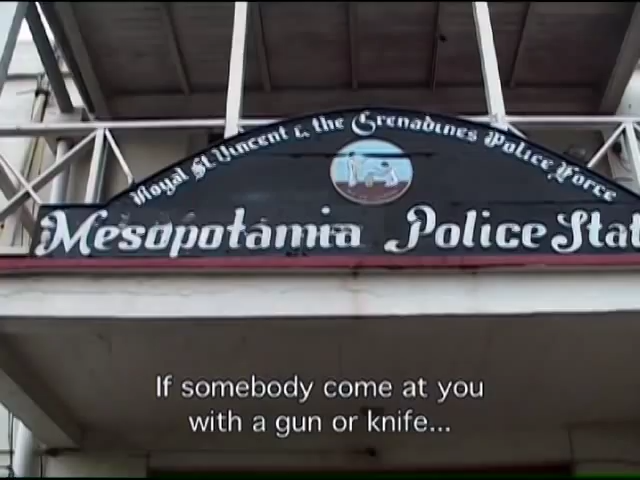 Royal St. Vincent & the Grenadines Police Force
Mesopotamia Police Stat
If somebody come at you
with a gun or knife...